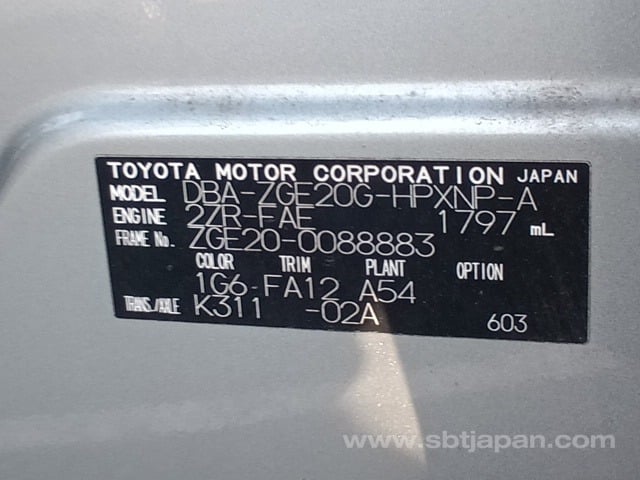 TOYOTA MOTOR CORPORATION JAPAN
MODEL DBA-ZGE20G-HPXNP-A
ENGINE 2ZR-FAE 1797 mL
FRAME No. ZGE20-0088883
COLOR TRIM PLANT OPTION
1G6 -FA12 A54
TRANS./AXLE K311 -02A 603
www.sbtjapan.com